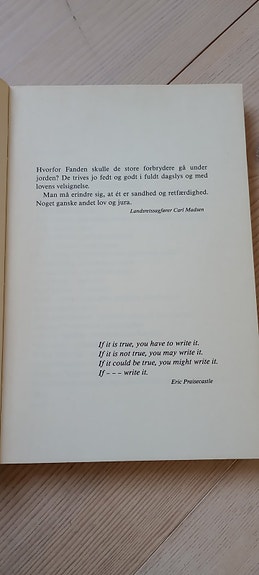 Hvorfor Fanden skulle de store forbrydere gå under
jorden? De trives jo fedt og godt i fuldt dagslys og med
lovens velsignelse.
Man må erindre sig, at ét er sandhed og retfærdighed.
Noget ganske andet lov og jura.
Landsretssagfører Carl Madsen
If it is true, you have to write it.
If it is not true, you may write it.
If it could be true, you might write it.
If – – – write it.
Eric Praisecastle